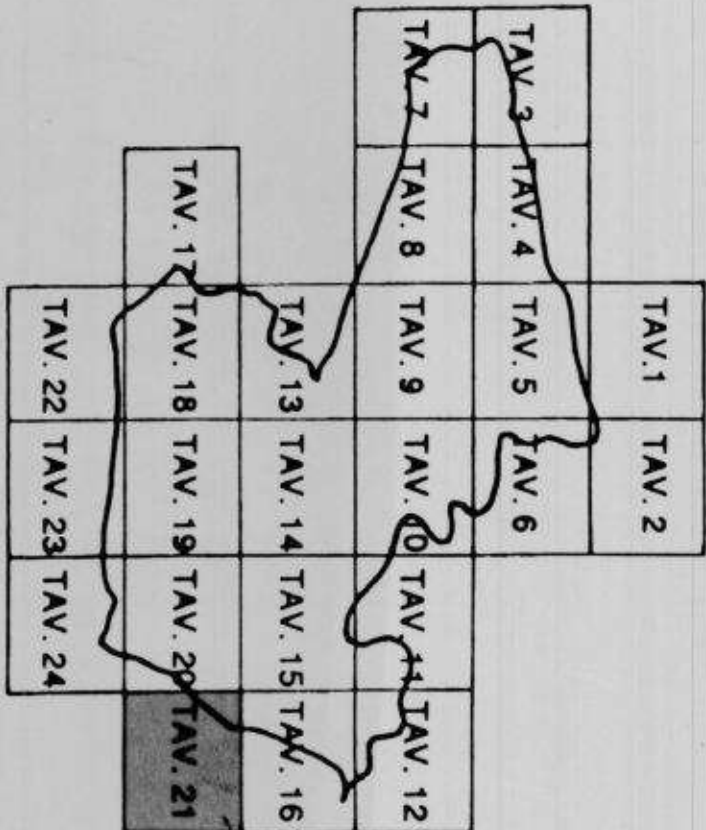 TAV.1
TAV. 2
TAV. 3
TAV. 4
TAV. 5
TAV. 6
TAV. 7
TAV. 8
TAV. 9
TAV. 10
TAV. 11
TAV. 12
TAV. 13
TAV. 14
TAV. 15
TAV. 16
TAV. 17
TAV. 18
TAV. 19
TAV. 20
TAV. 21
TAV. 22
TAV. 23
TAV. 24